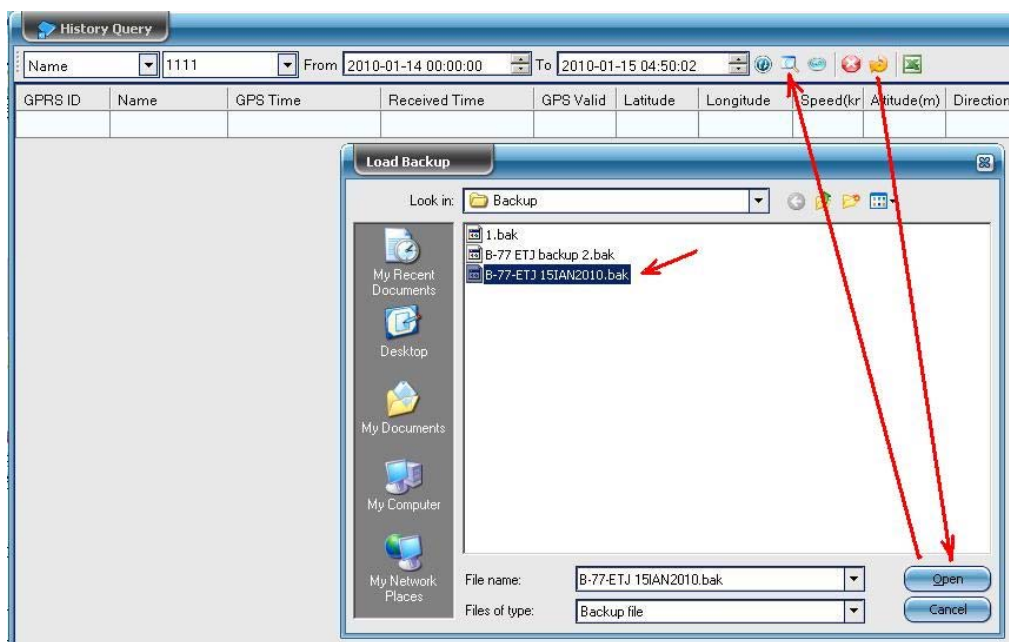 History Query
Name 1111 From 2010-01-14 00:00:00 To 2010-01-15 04:50:02
GPRS ID Name GPS Time Received Time GPS Valid Latitude Longitude Speed(kr Altitude(m) Direction
Load Backup
Look in: Backup
1.bak
B-77 ETJ backup 2.bak
B-77-ETJ 15IAN2010.bak
My Recent
Documents
Desktop
My Documents
My Computer
My Network
Places
File name: B-77-ETJ 15IAN2010.bak Open
Files of type: Backup file Cancel